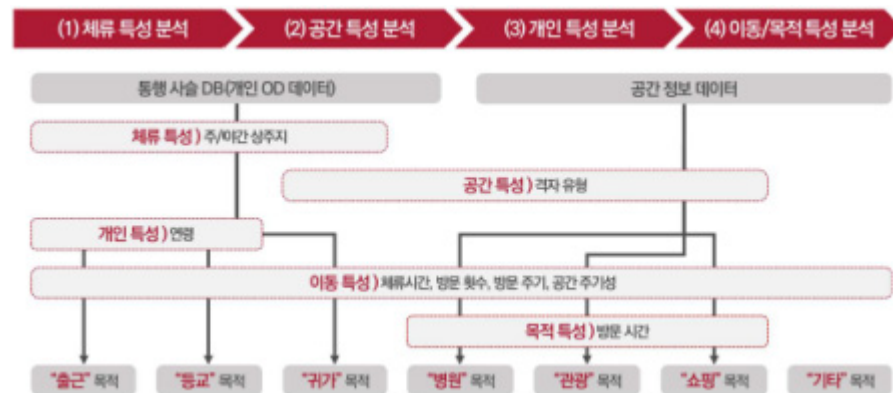 (1) 체류 특성 분석
(2) 공간 특성 분석
(3) 개인 특성 분석
(4) 이동/목적 특성 분석
통행 사슬 DB(개인 OD 데이터)
공간 정보 데이터
체류 특성 ) 주/야간 상주지
공간 특성 ) 격자 유형
개인 특성 ) 연령
이동 특성 ) 체류시간, 방문 횟수, 방문 주기, 공간 주기성
목적 특성 ) 방문 시간
"출근" 목적
"등교" 목적
"귀가" 목적
"병원" 목적
"관광" 목적
"쇼핑" 목적
"기타" 목적